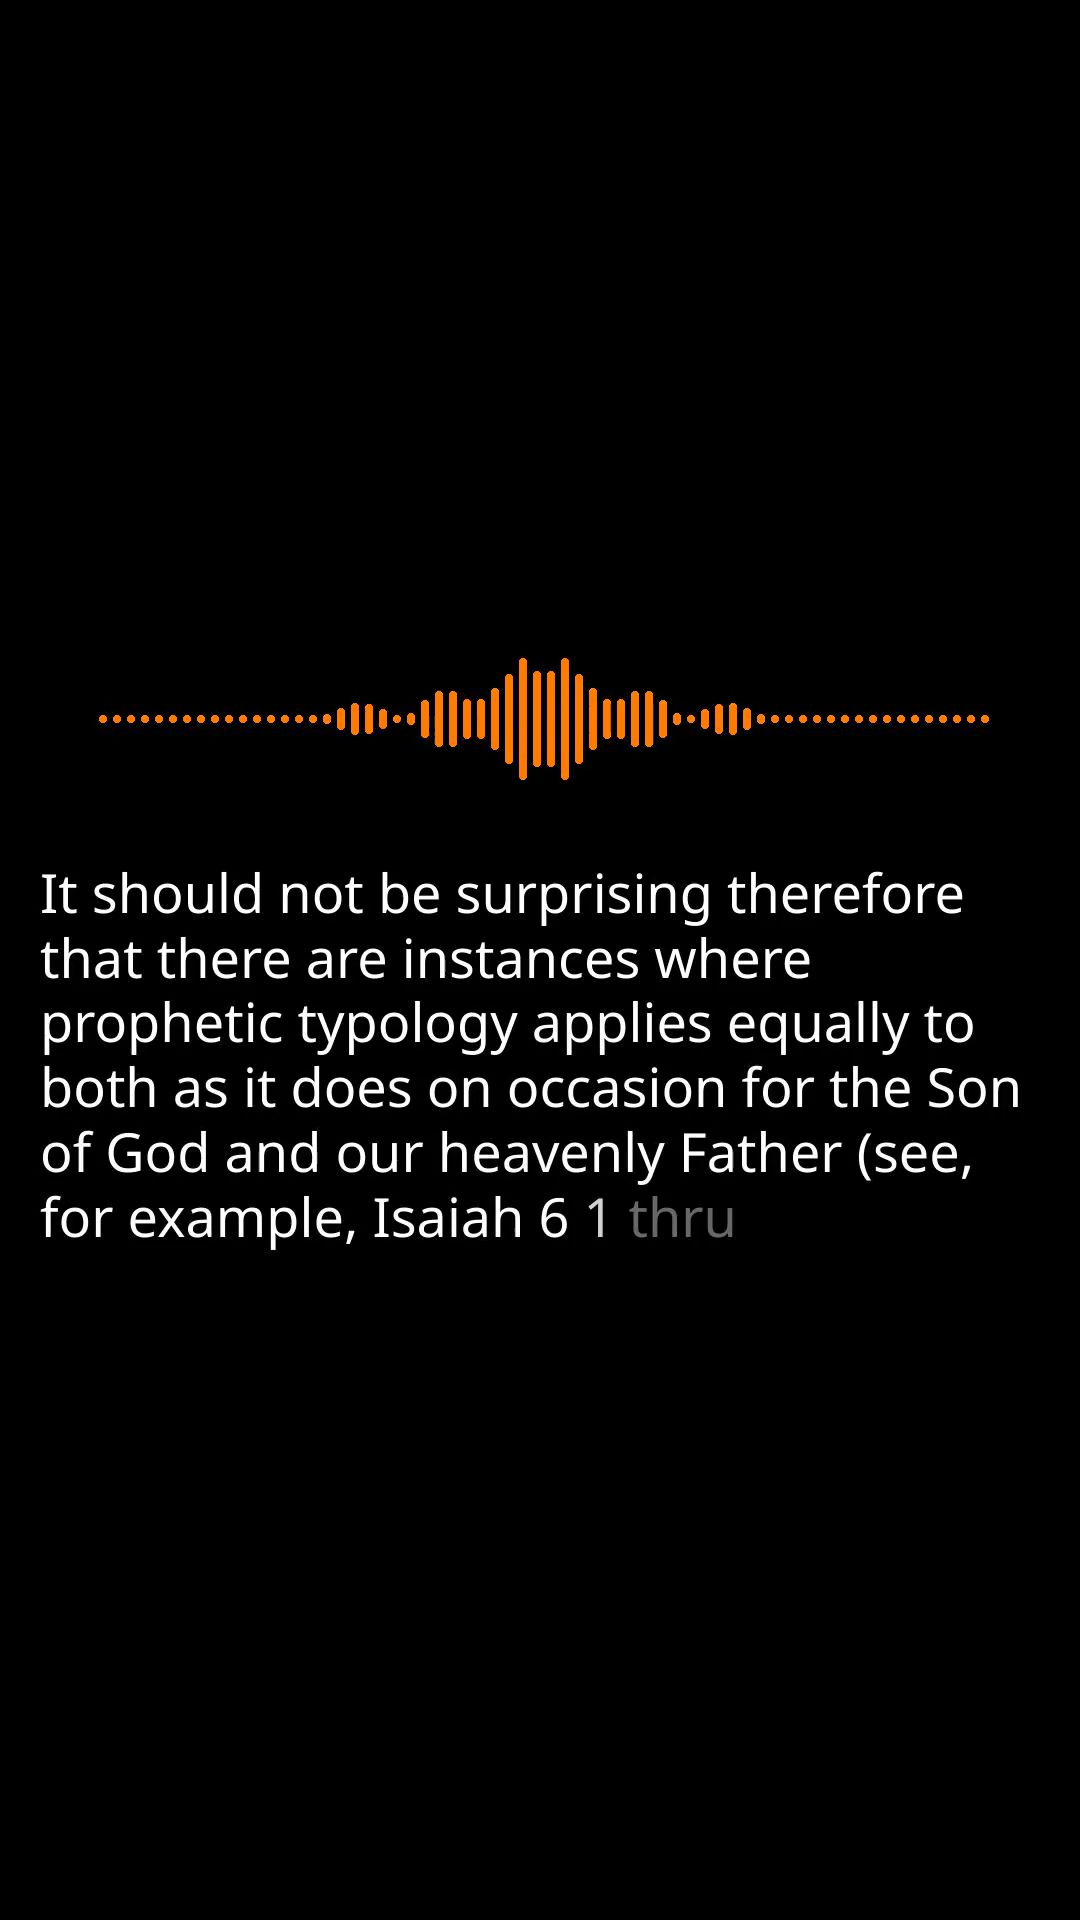 It should not be surprising therefore
that there are instances where
prophetic typology applies equally to
both as it does on occasion for the Son
of God and our heavenly Father (see,
for example, Isaiah 6 1 thru